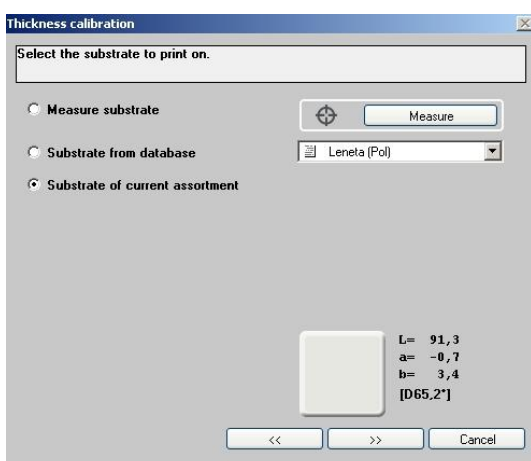 Thickness calibration
Select the substrate to print on.
Measure substrate
Measure
Substrate from database
Leneta (Pol)
Substrate of current assortment
L= 91,3
a= -0,7
b= 3,4
[D65,2°]
<<
>>
Cancel